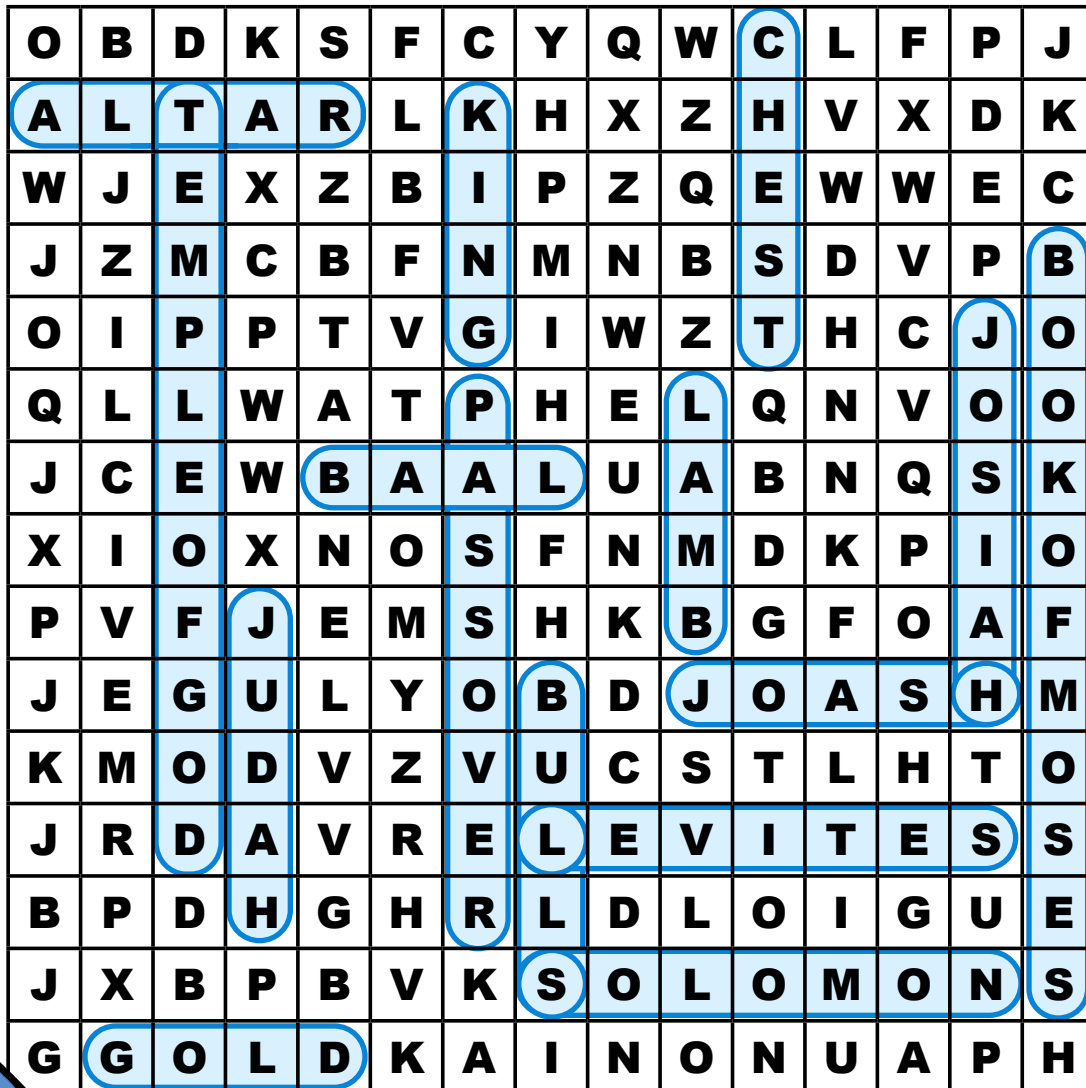 O B D K S F C Y Q W C L F P J
A L T A R L K H X Z H V X D K
W J E X Z B I P Z Q E W W E C
J Z M C B F N M N B S D V P B
O I P P T V G I W Z T H C J O
Q L L W A T P H E L Q N V O O
J C E W B A A L U A B N Q S K
X I O X N O S F N M D K P I O
P V F J E M S H K B G F O A F
J E G U L Y O B D J O A S H M
K M O D V Z V U C S T L H T O
J R D A V R E L E V I T E S S
B P D H G H R L D L O I G U E
J X B P B V K S O L O M O N S
G G O L D K A I N O N U A P H